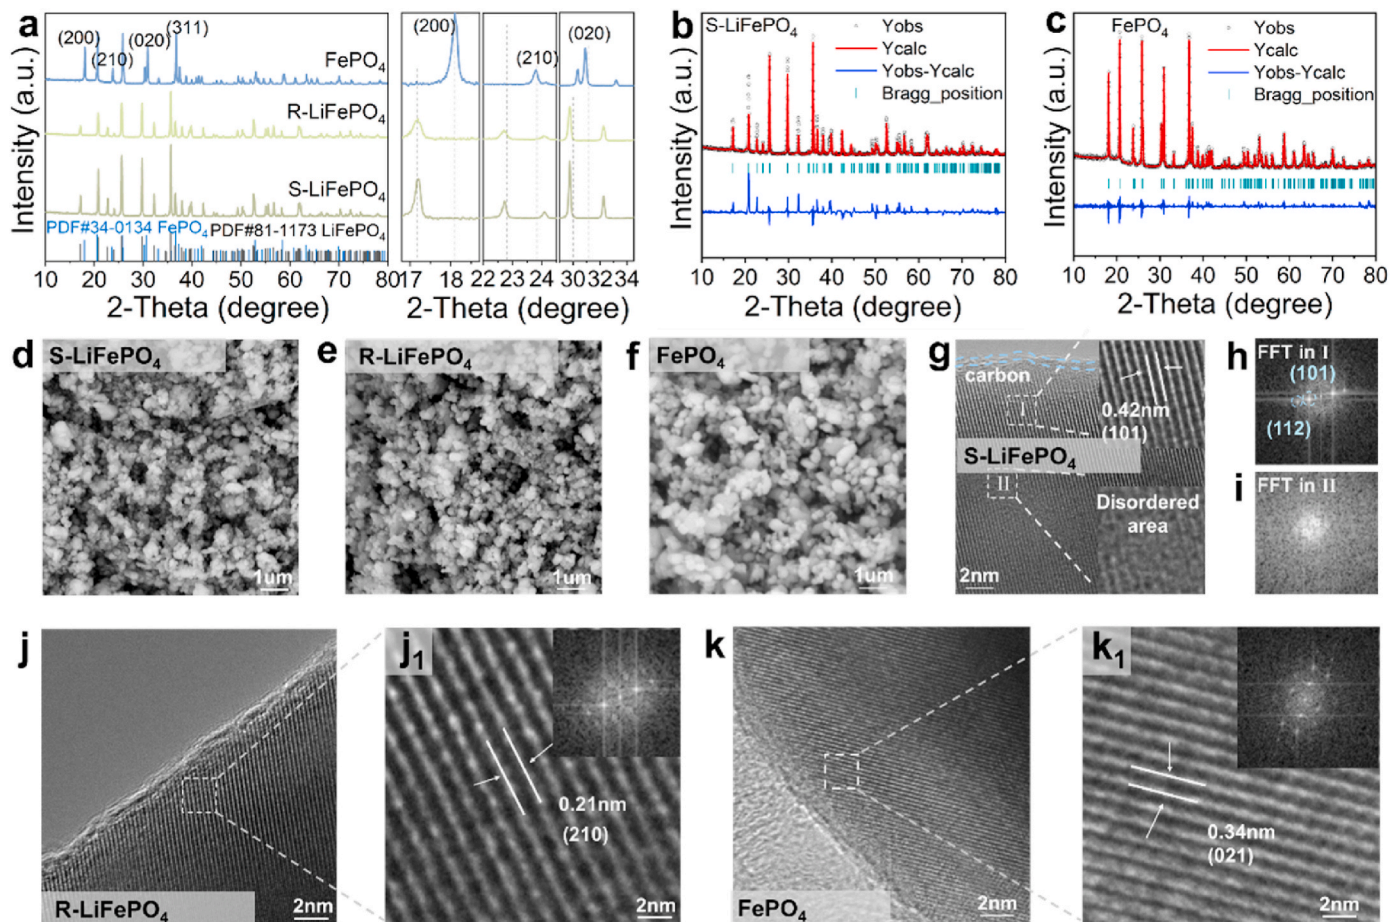 a
Intensity (a.u.)
(200)
(210)
(020)
(311)
FePO₄
R-LiFePO₄
S-LiFePO₄
PDF#34-0134 FePO₄ PDF#81-1173 LiFePO₄
10 20 30 40 50 60 70 80
2-Theta (degree)
(200)
(210)
(020)
17 18 22 23 24 30 32 34
2-Theta (degree)
b
S-LiFePO₄
Yobs
Ycalc
Yobs-Ycalc
Bragg_position
Intensity (a.u.)
10 20 30 40 50 60 70 80
2-Theta (degree)
c
FePO₄
Yobs
Ycalc
Yobs-Ycalc
Bragg_position
Intensity (a.u.)
10 20 30 40 50 60 70 80
2-Theta (degree)
d
S-LiFePO₄
1um
e
R-LiFePO₄
1um
f
FePO₄
1um
g
carbon
I
0.42nm
(101)
S-LiFePO₄
II
Disordered
area
2nm
h
FFT in I
(101)
(112)
i
FFT in II
j
R-LiFePO₄
2nm
j₁
0.21nm
(210)
2nm
k
FePO₄
2nm
k₁
0.34nm
(021)
2nm